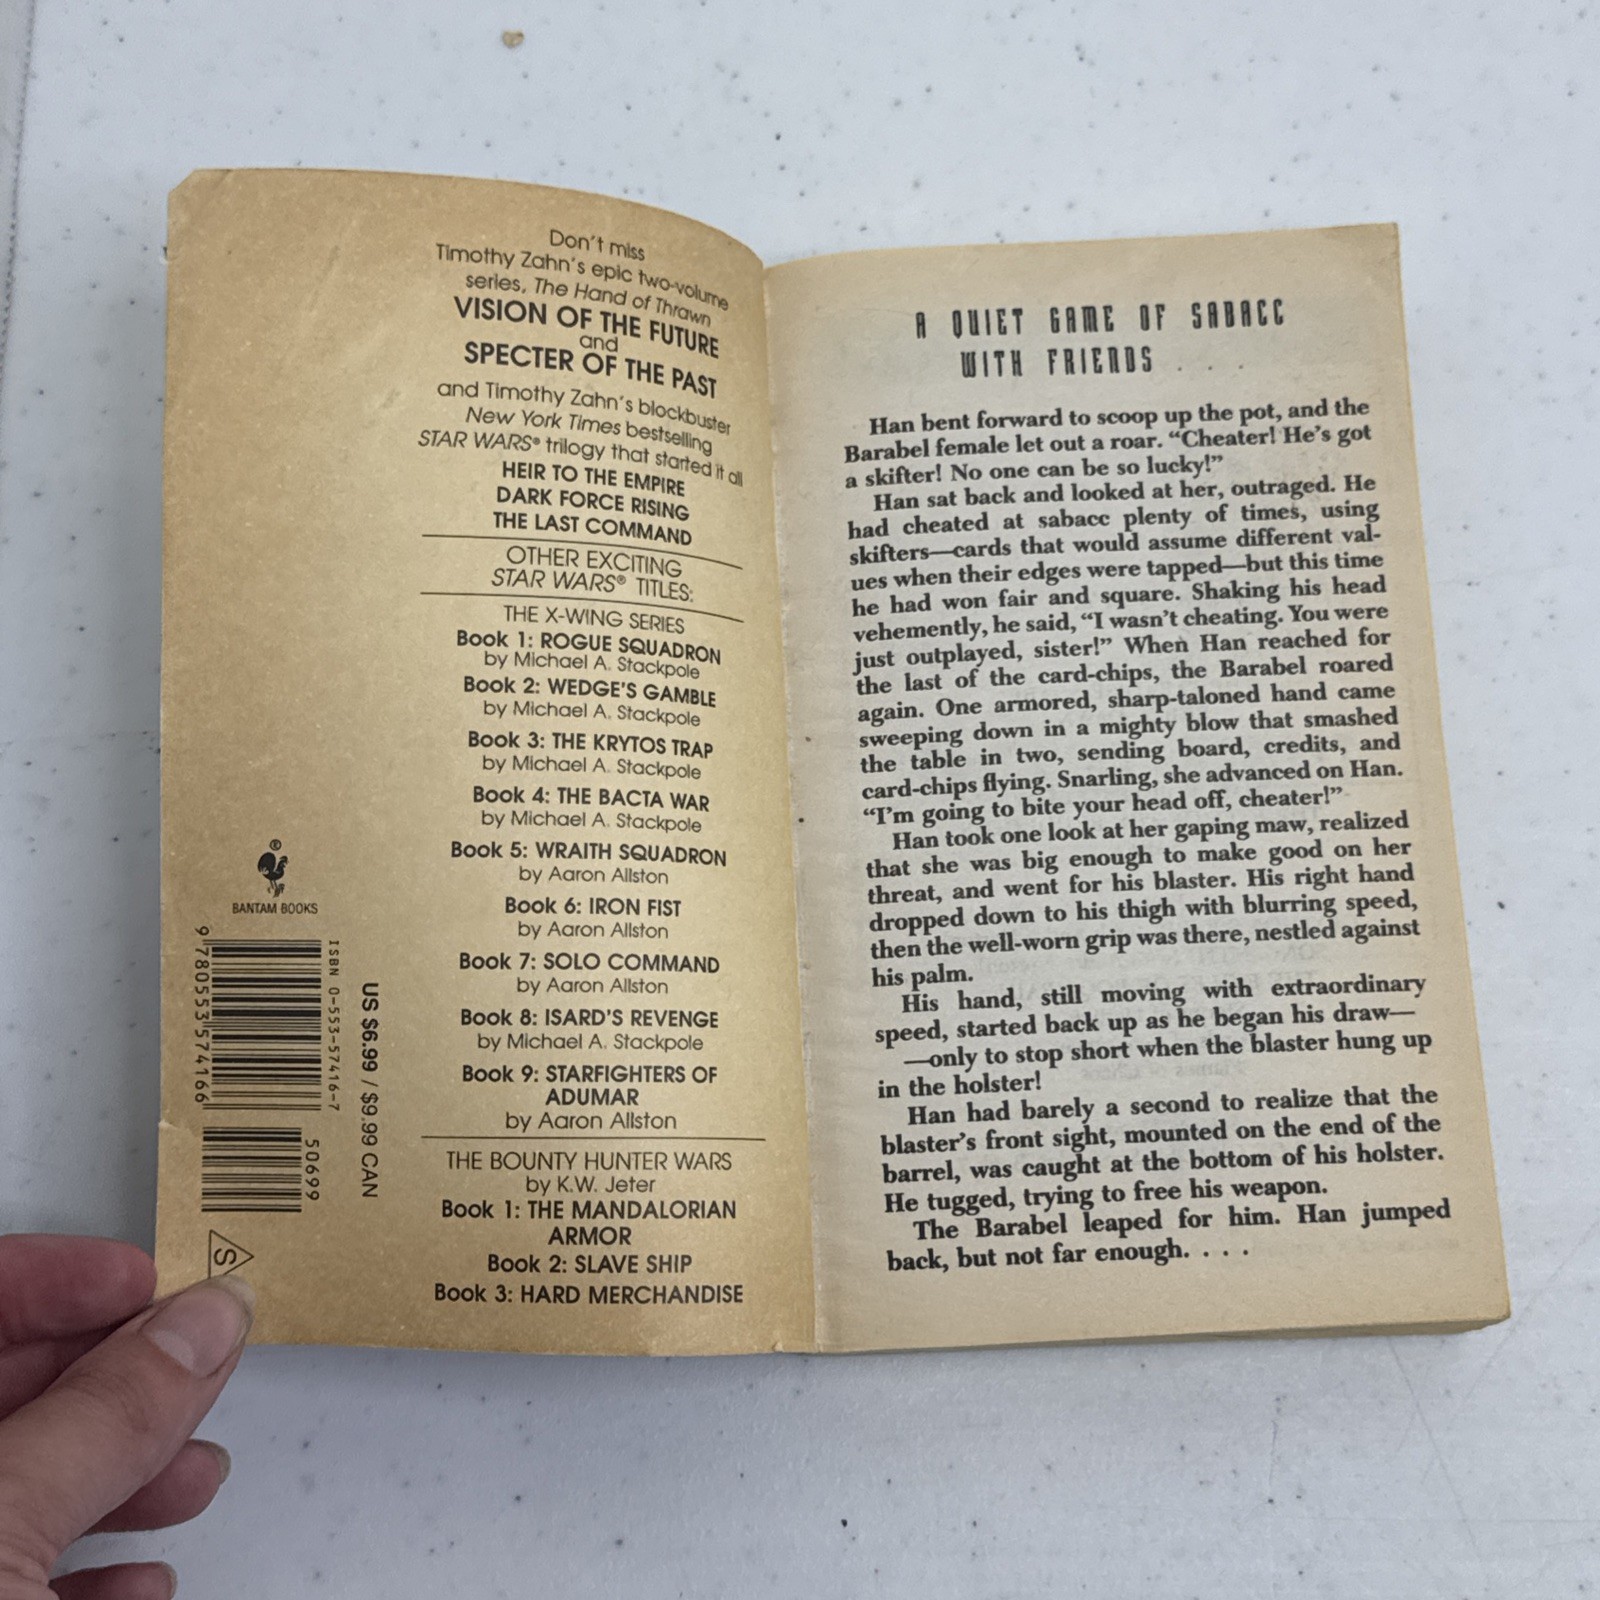 Don't miss
Timothy Zahn's epic two-volume
series, The Hand of Thrawn
VISION OF THE FUTURE
and
SPECTER OF THE PAST
and Timothy Zahn's blockbuster
New York Times bestselling
STAR WARS® trilogy that started it all
HEIR TO THE EMPIRE
DARK FORCE RISING
THE LAST COMMAND
OTHER EXCITING
STAR WARS® TITLES:
THE X-WING SERIES
Book 1: ROGUE SQUADRON
by Michael A. Stackpole
Book 2: WEDGE'S GAMBLE
by Michael A. Stackpole
Book 3: THE KRYTOS TRAP
by Michael A. Stackpole
Book 4: THE BACTA WAR
by Michael A. Stackpole
Book 5: WRAITH SQUADRON
by Aaron Allston
Book 6: IRON FIST
by Aaron Allston
Book 7: SOLO COMMAND
by Aaron Allston
Book 8: ISARD'S REVENGE
by Michael A. Stackpole
Book 9: STARFIGHTERS OF
ADUMAR
by Aaron Allston
THE BOUNTY HUNTER WARS
by K.W. Jeter
Book 1: THE MANDALORIAN
ARMOR
Book 2: SLAVE SHIP
Book 3: HARD MERCHANDISE
®
BANTAM BOOKS
9 780553 574166
ISBN 0-553-57416-7
50699
US $6.99 / $9.99 CAN
S
A QUIET GAME OF SABACC
WITH FRIENDS . . .
Han bent forward to scoop up the pot, and the
Barabel female let out a roar. "Cheater! He's got
a skifter! No one can be so lucky!"
Han sat back and looked at her, outraged. He
had cheated at sabacc plenty of times, using
skifters—cards that would assume different val-
ues when their edges were tapped—but this time
he had won fair and square. Shaking his head
vehemently, he said, "I wasn't cheating. You were
just outplayed, sister!" When Han reached for
the last of the card-chips, the Barabel roared
again. One armored, sharp-taloned hand came
sweeping down in a mighty blow that smashed
the table in two, sending board, credits, and
card-chips flying. Snarling, she advanced on Han.
"I'm going to bite your head off, cheater!"
Han took one look at her gaping maw, realized
that she was big enough to make good on her
threat, and went for his blaster. His right hand
dropped down to his thigh with blurring speed,
then the well-worn grip was there, nestled against
his palm.
His hand, still moving with extraordinary
speed, started back up as he began his draw—
—only to stop short when the blaster hung up
in the holster!
Han had barely a second to realize that the
blaster's front sight, mounted on the end of the
barrel, was caught at the bottom of his holster.
He tugged, trying to free his weapon.
The Barabel leaped for him. Han jumped
back, but not far enough. . . .